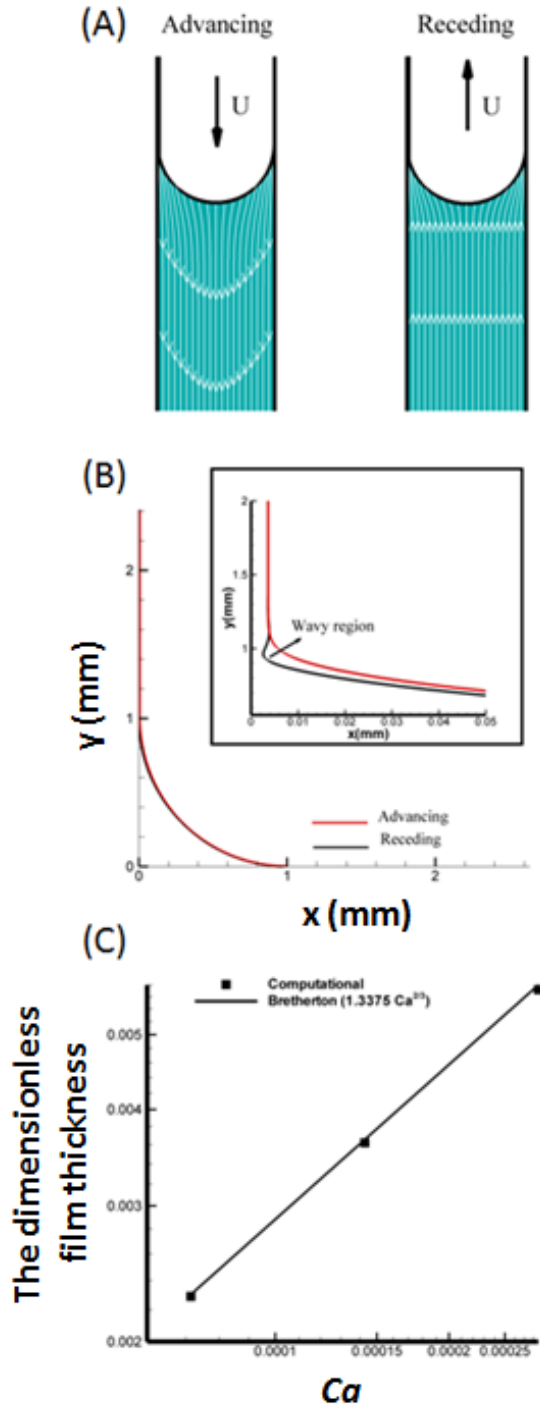 (A)
Advancing
Receding
U
U
(B)
2
1.5
1
y(mm)
Wavy region
0
0.01
0.02
0.03
0.04
0.05
x(mm)
2
1
0
y (mm)
Advancing
Receding
0
1
2
x (mm)
(C)
Computational
Bretherton (1.3375 Ca²ᐟ³)
0.005
0.004
0.003
0.002
The dimensionless
film thickness
0.0001
0.00015
0.0002
0.00025
Ca